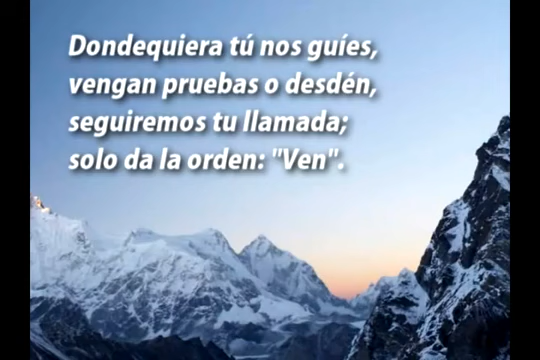 Dondequiera tú nos guíes,
vengan pruebas o desdén,
seguiremos tu llamada;
solo da la orden: "Ven".